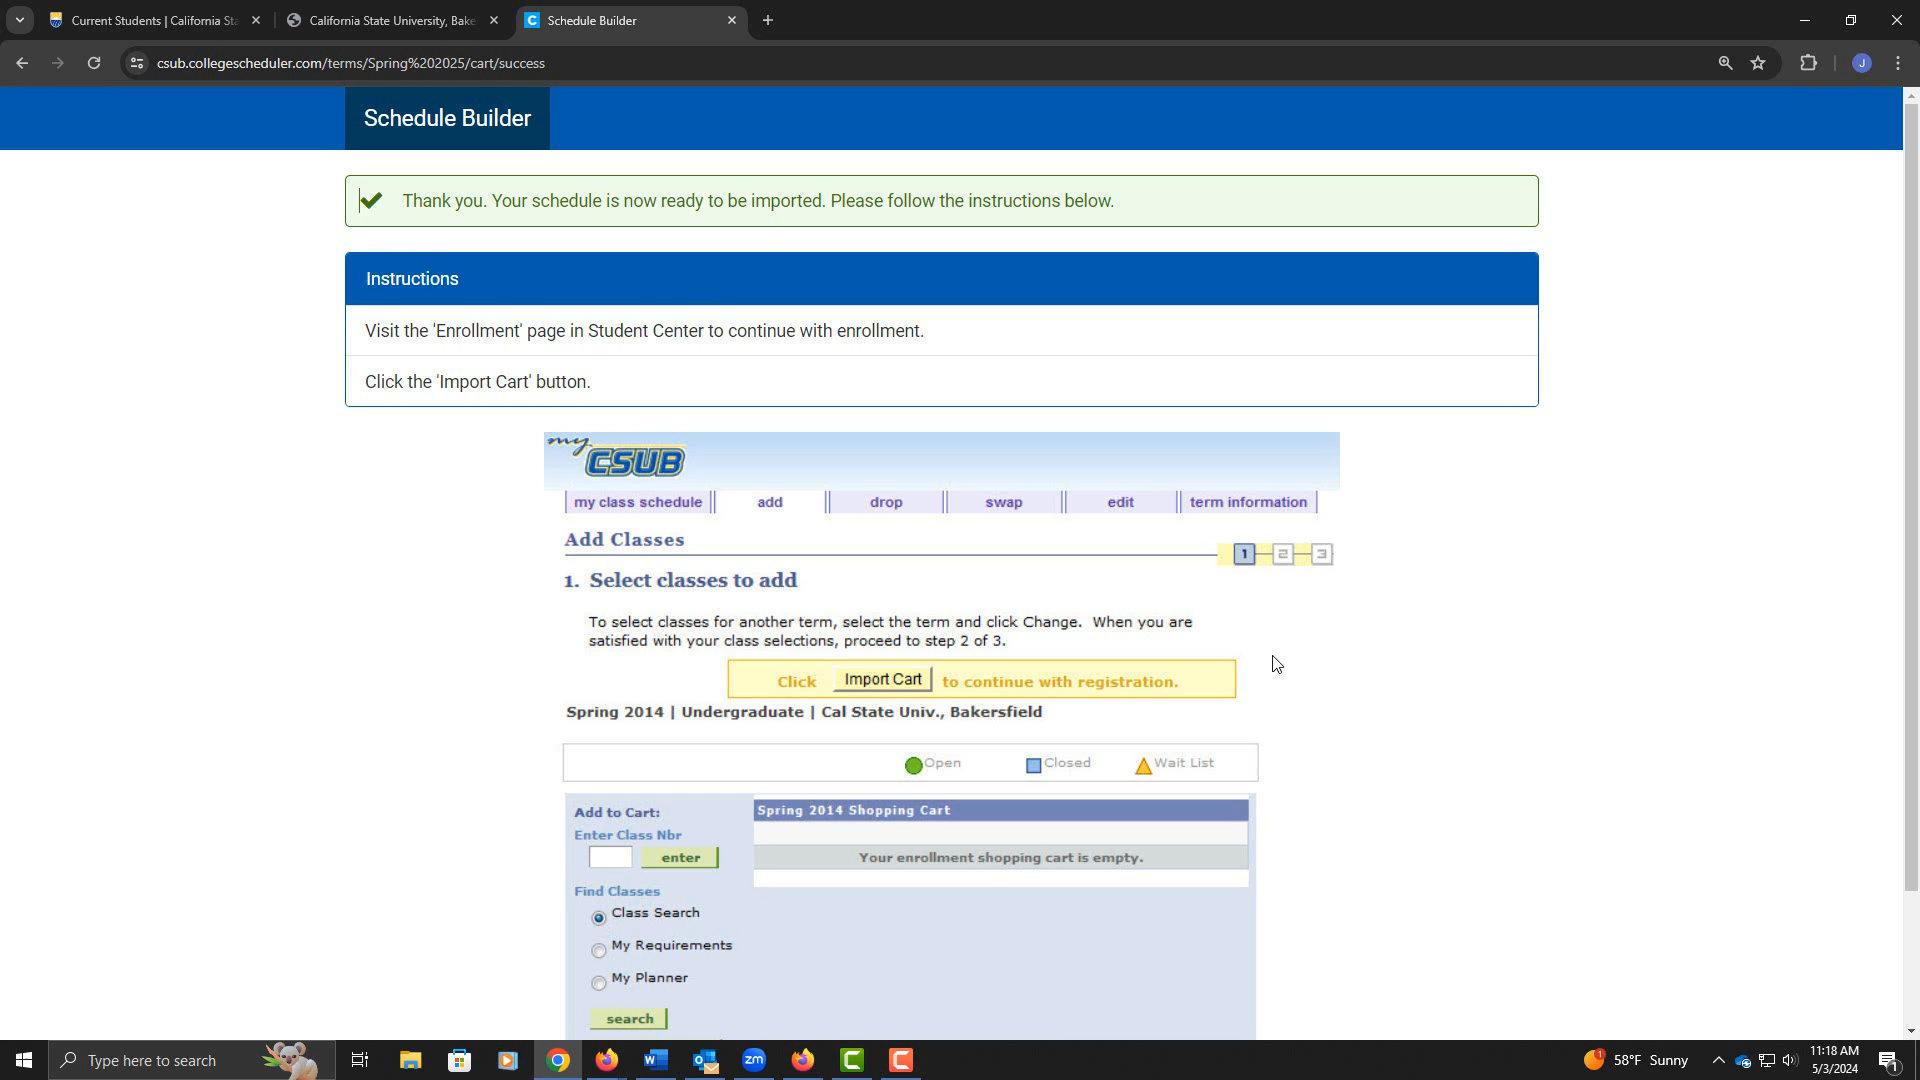 Current Students | California Sta
California State University, Bake
Schedule Builder
csub.collegescheduler.com/terms/Spring%202025/cart/success
J
Schedule Builder
Thank you. Your schedule is now ready to be imported. Please follow the instructions below.
Instructions
Visit the 'Enrollment' page in Student Center to continue with enrollment.
Click the 'Import Cart' button.
my CSUB
my class schedule
add
drop
swap
edit
term information
Add Classes
1 2 3
1. Select classes to add
To select classes for another term, select the term and click Change. When you are
satisfied with your class selections, proceed to step 2 of 3.
Click Import Cart to continue with registration.
Spring 2014 | Undergraduate | Cal State Univ., Bakersfield
Open
Closed
Wait List
Add to Cart:
Spring 2014 Shopping Cart
Enter Class Nbr
enter
Your enrollment shopping cart is empty.
Find Classes
Class Search
My Requirements
My Planner
search
Type here to search
58°F Sunny
11:18 AM
5/3/2024